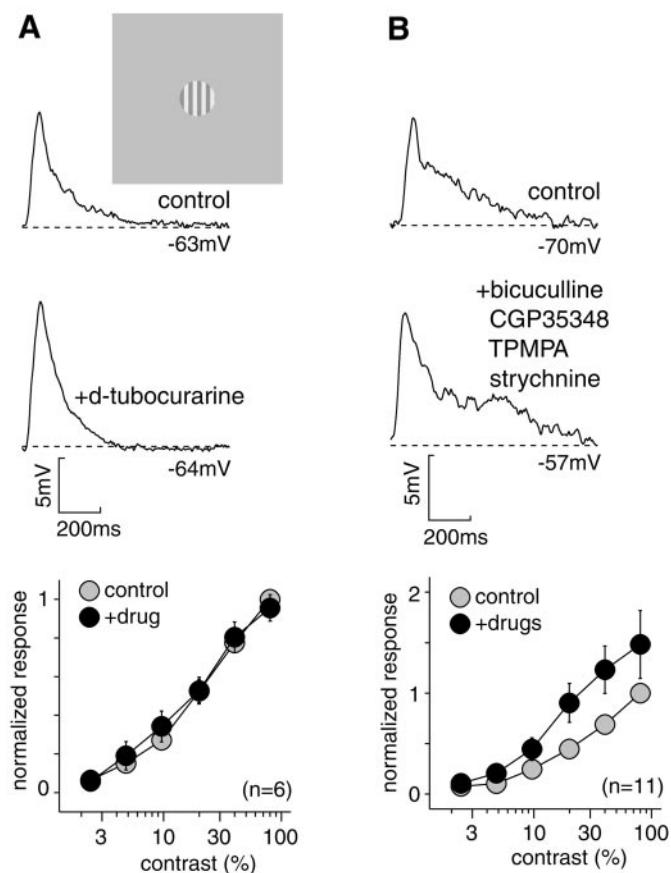 A
control
-63mV
+d-tubocurarine
-64mV
5mV
200ms
normalized response
1
0
control
+drug
(n=6)
3
10
30
100
contrast (%)
B
control
-70mV
+bicuculline
CGP35348
TPMPA
strychnine
-57mV
5mV
200ms
normalized response
2
1
0
control
+drugs
(n=11)
3
10
30
100
contrast (%)